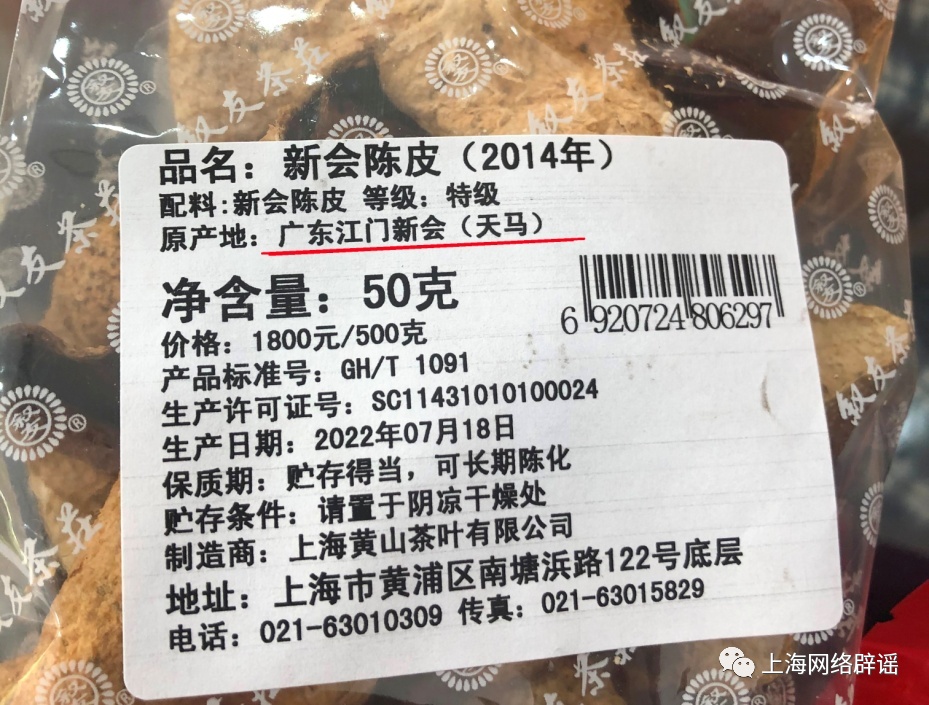 品名：新会陈皮（2014年）
配料:新会陈皮 等级：特级
原产地：广东江门新会（天马）
净含量：50克
价格：1800元/500克
产品标准号：GH/T 1091
生产许可证号：SC11431010100024
生产日期：2022年07月18日
保质期：贮存得当，可长期陈化
贮存条件：请置于阴凉干燥处
制造商：上海黄山茶叶有限公司
地址：上海市黄浦区南塘浜路122号底层
电话：021-63010309 传真：021-63015829
6 920724 806297
上海网络辟谣